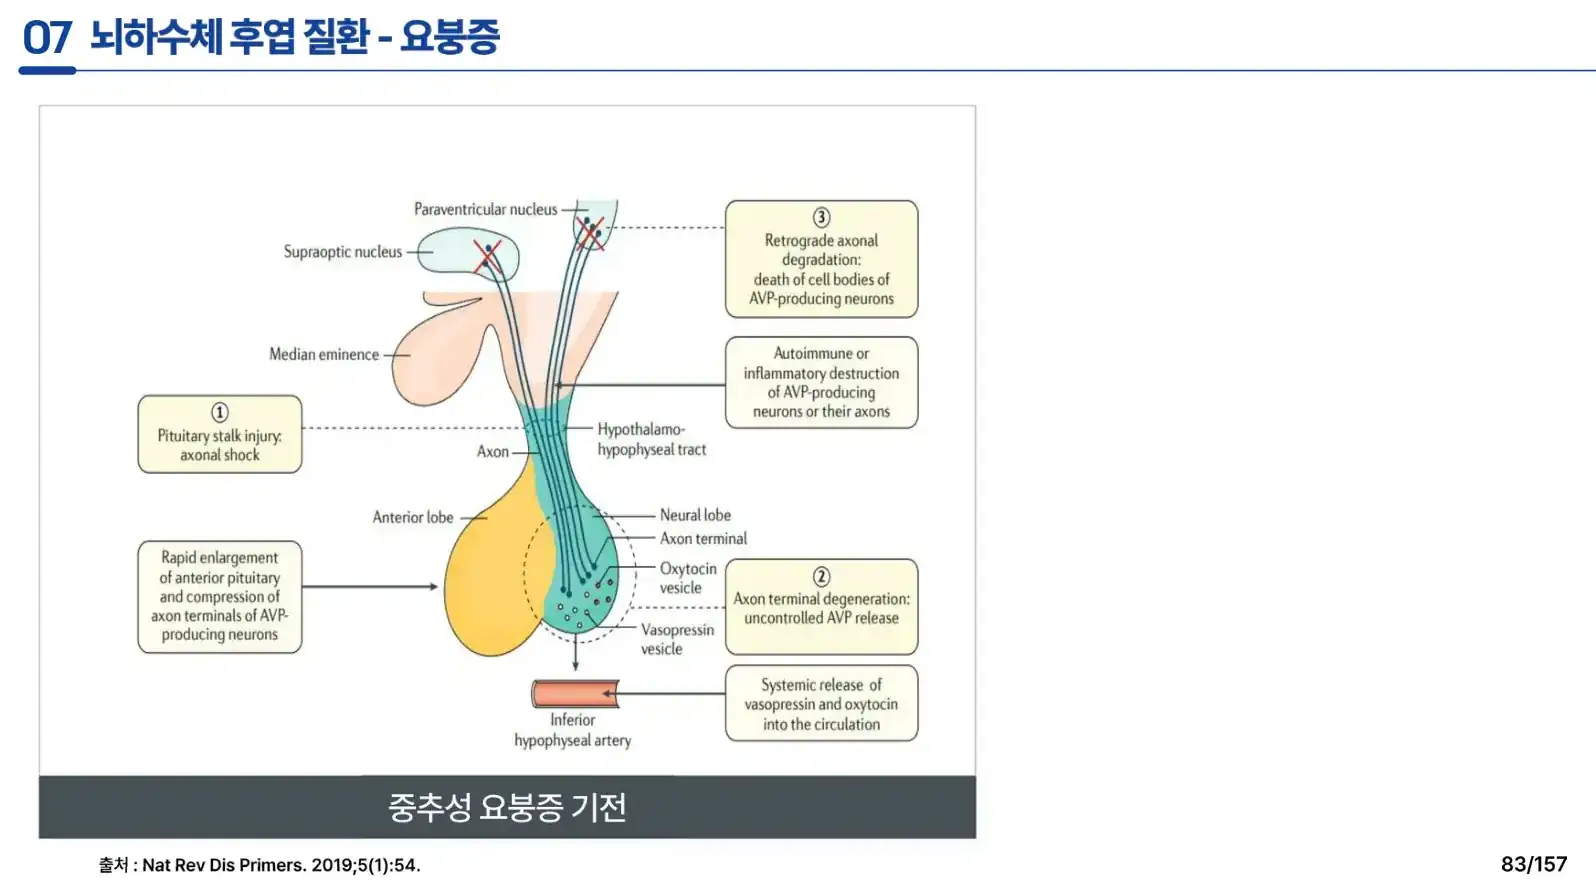 07 뇌하수체 후엽 질환 - 요붕증
Paraventricular nucleus
Supraoptic nucleus
Median eminence
③
Retrograde axonal
degradation:
death of cell bodies of
AVP-producing neurons
Autoimmune or
inflammatory destruction
of AVP-producing
neurons or their axons
①
Pituitary stalk injury:
axonal shock
Hypothalamo-
hypophyseal tract
Axon
Anterior lobe
Neural lobe
Axon terminal
Oxytocin
vesicle
Rapid enlargement
of anterior pituitary
and compression of
axon terminals of AVP-
producing neurons
②
Axon terminal degeneration:
uncontrolled AVP release
Vasopressin
vesicle
Systemic release of
vasopressin and oxytocin
into the circulation
Inferior
hypophyseal artery
중추성 요붕증 기전
출처 : Nat Rev Dis Primers. 2019;5(1):54.
83/157